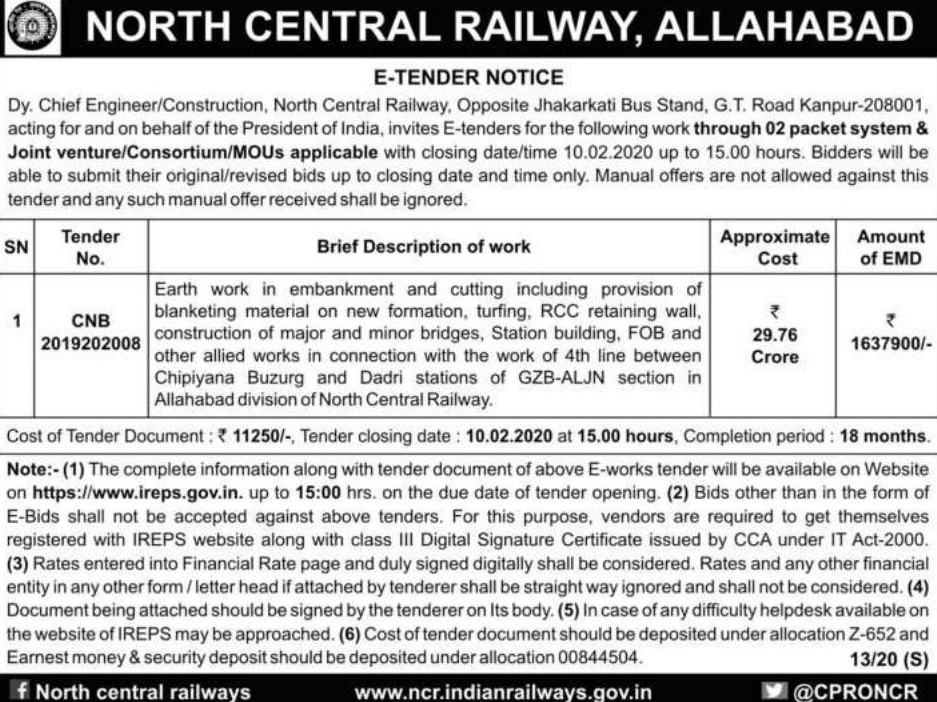 NORTH CENTRAL RAILWAY, ALLAHABAD
E-TENDER NOTICE
Dy. Chief Engineer/Construction, North Central Railway, Opposite Jhakarkati Bus Stand, G.T. Road Kanpur-208001,
acting for and on behalf of the President of India, invites E-tenders for the following work through 02 packet system &
Joint venture/Consortium/MOUs applicable with closing date/time 10.02.2020 up to 15.00 hours. Bidders will be
able to submit their original/revised bids up to closing date and time only. Manual offers are not allowed against this
tender and any such manual offer received shall be ignored.
SN
Tender
No.
Brief Description of work
Approximate
Cost
Amount
of EMD
1
CNB
2019202008
Earth work in embankment and cutting including provision of
blanketing material on new formation, turfing, RCC retaining wall,
construction of major and minor bridges, Station building, FOB and
other allied works in connection with the work of 4th line between
Chipiyana Buzurg and Dadri stations of GZB-ALJN section in
Allahabad division of North Central Railway.
₹
29.76
Crore
₹
1637900/-
Cost of Tender Document : ₹ 11250/-, Tender closing date : 10.02.2020 at 15.00 hours, Completion period : 18 months.
Note:- (1) The complete information along with tender document of above E-works tender will be available on Website
on https://www.ireps.gov.in. up to 15:00 hrs. on the due date of tender opening. (2) Bids other than in the form of
E-Bids shall not be accepted against above tenders. For this purpose, vendors are required to get themselves
registered with IREPS website along with class III Digital Signature Certificate issued by CCA under IT Act-2000.
(3) Rates entered into Financial Rate page and duly signed digitally shall be considered. Rates and any other financial
entity in any other form / letter head if attached by tenderer shall be straight way ignored and shall not be considered. (4)
Document being attached should be signed by the tenderer on Its body. (5) In case of any difficulty helpdesk available on
the website of IREPS may be approached. (6) Cost of tender document should be deposited under allocation Z-652 and
Earnest money & security deposit should be deposited under allocation 00844504. 13/20 (S)
North central railways www.ncr.indianrailways.gov.in @CPRONCR